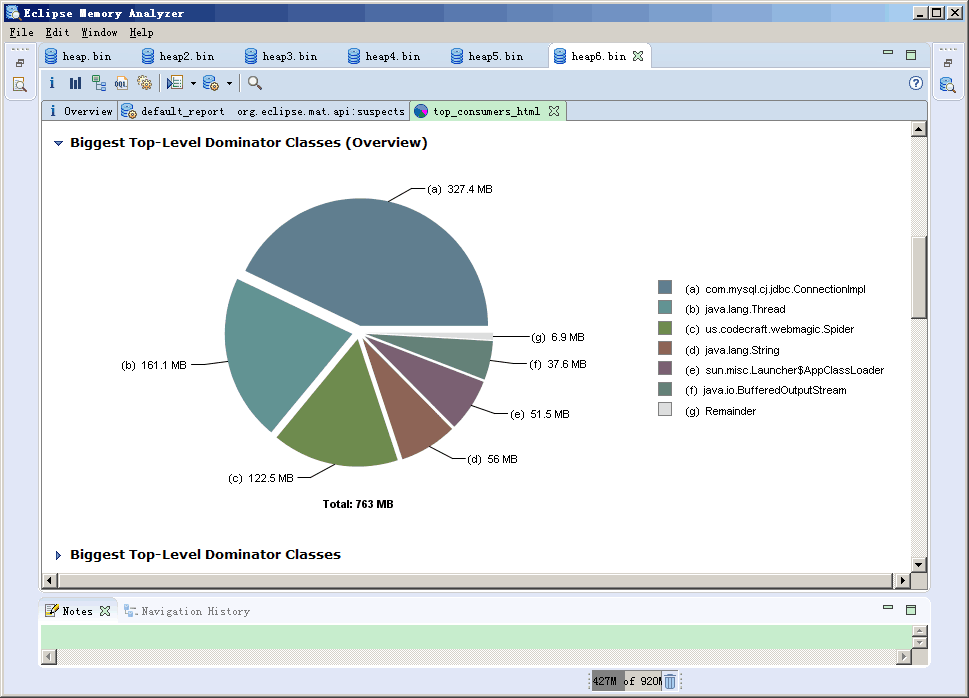 Eclipse Memory Analyzer
File Edit Window Help
heap.bin heap2.bin heap3.bin heap4.bin heap5.bin heap6.bin
i OQL ?
i Overview default_report org.eclipse.mat.api:suspects top_consumers_html
Biggest Top-Level Dominator Classes (Overview)
(a) 327.4 MB
(g) 6.9 MB
(f) 37.6 MB
(b) 161.1 MB
(e) 51.5 MB
(d) 56 MB
(c) 122.5 MB
Total: 763 MB
(a) com.mysql.cj.jdbc.ConnectionImpl
(b) java.lang.Thread
(c) us.codecraft.webmagic.Spider
(d) java.lang.String
(e) sun.misc.Launcher$AppClassLoader
(f) java.io.BufferedOutputStream
(g) Remainder
Biggest Top-Level Dominator Classes
Notes Navigation History
427M of 920M